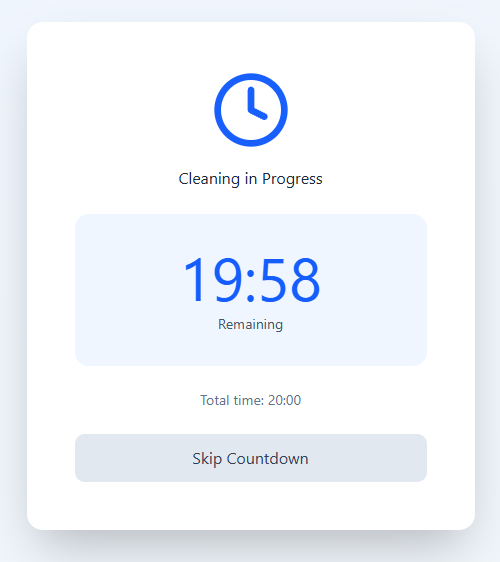 Cleaning in Progress
19:58
Remaining
Total time: 20:00
Skip Countdown